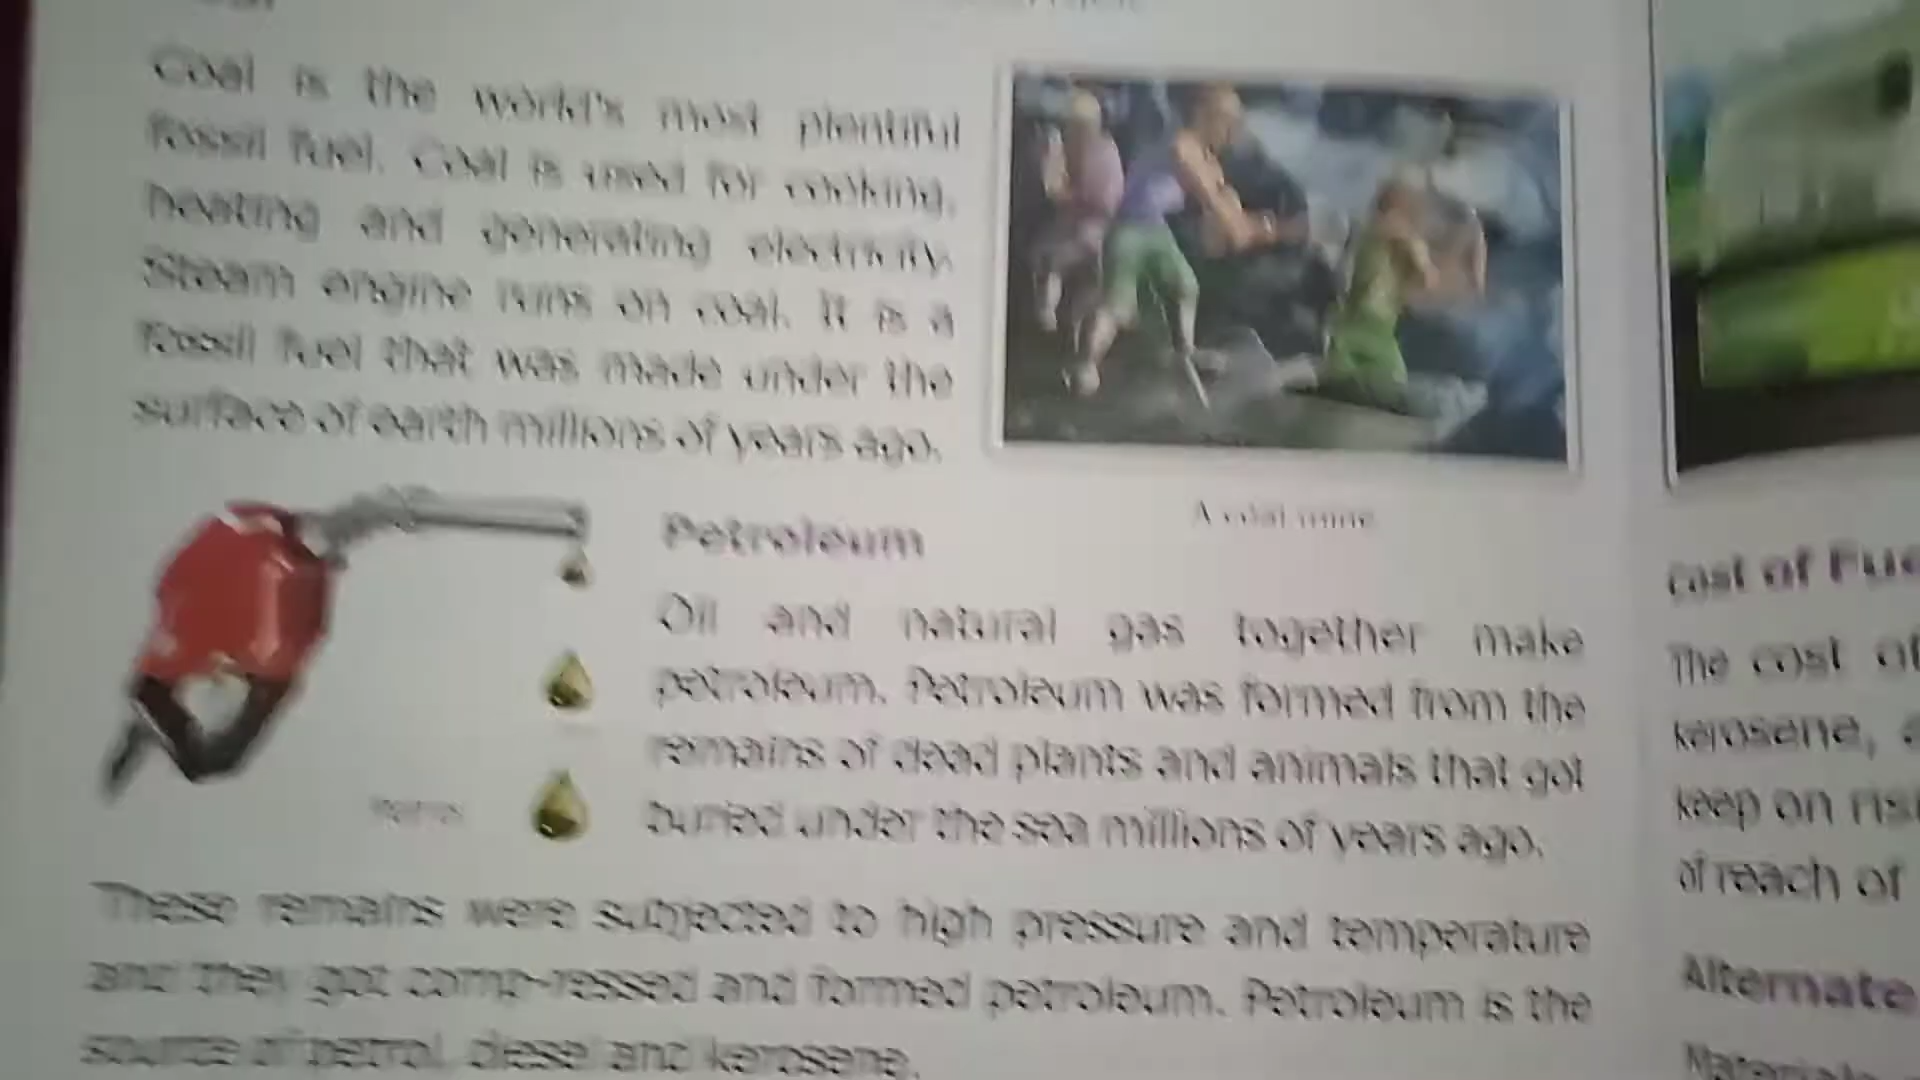 Coal is the world's most plentiful
fossil fuel. Coal is used for cooking,
heating and generating electricity.
Steam engine runs on coal. It is a
fossil fuel that was made under the
surface of earth millions of years ago.
A coal mine
Petroleum
Oil and natural gas together make
petroleum. Petroleum was formed from the
remains of dead plants and animals that got
buried under the sea millions of years ago.
These remains were subjected to high pressure and temperature
and they got comp-ressed and formed petroleum. Petroleum is the
source of petrol, diesel and kerosene.
cost of
The cost of
kerosene,
keep on
of reach of
Alternate